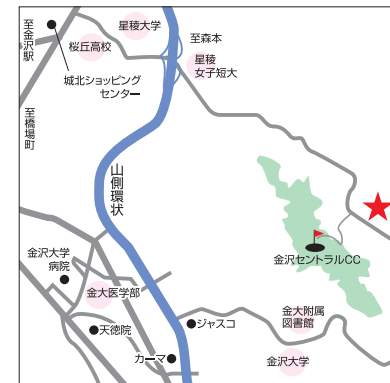 至金沢駅
桜丘高校
星稜大学
至森本
星稜
女子短大
城北ショッピング
センター
至橋場町
山側環状
金沢セントラルCC
金沢大学
病院
金大医学部
天徳院
カーマ
ジャスコ
金大附属
図書館
金沢大学